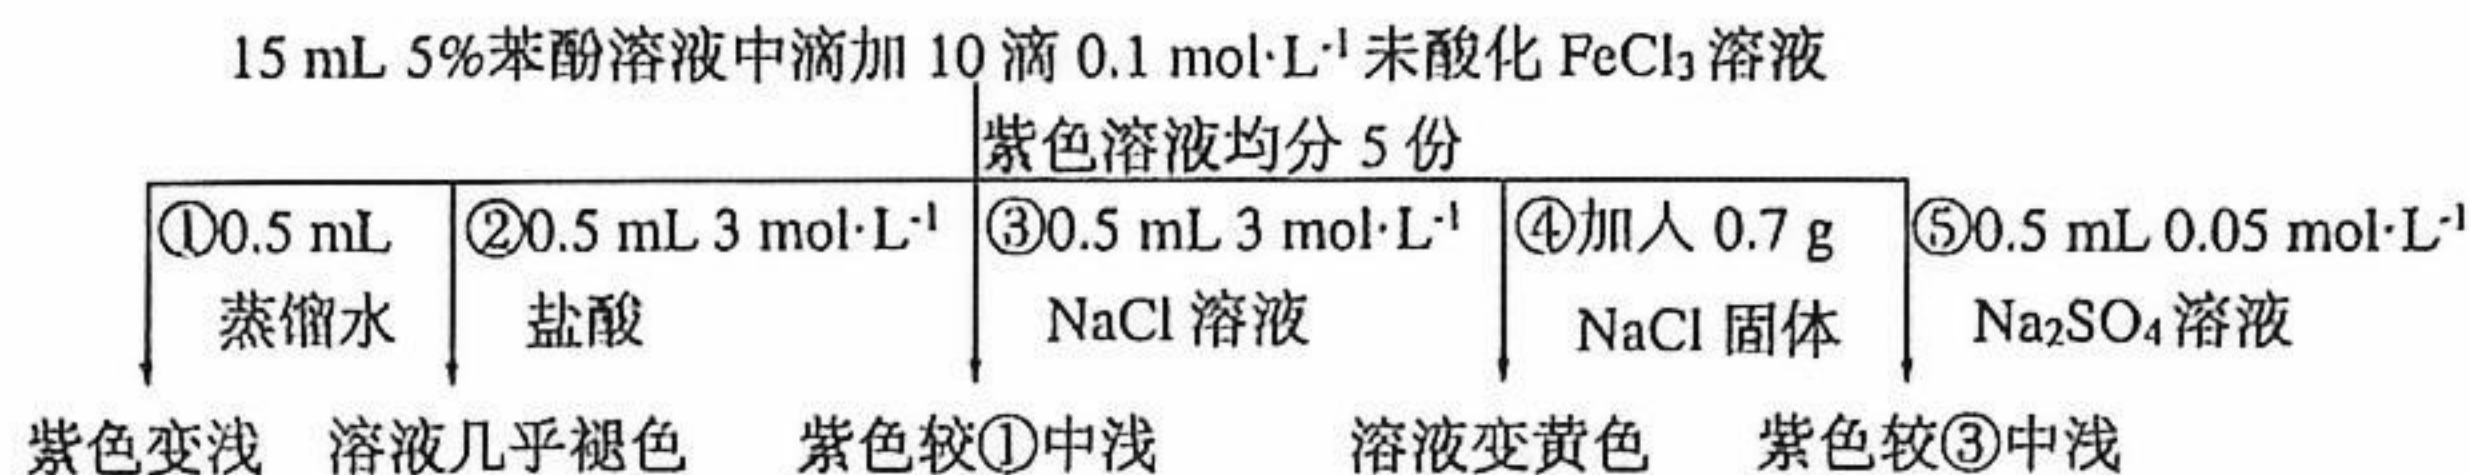 15 mL 5%苯酚溶液中滴加 10 滴 0.1 mol·L⁻¹ 未酸化 FeCl₃ 溶液
紫色溶液均分 5 份
①0.5 mL 蒸馏水
②0.5 mL 3 mol·L⁻¹ 盐酸
③0.5 mL 3 mol·L⁻¹ NaCl 溶液
④加入 0.7 g NaCl 固体
⑤0.5 mL 0.05 mol·L⁻¹ Na₂SO₄ 溶液
紫色变浅
溶液几乎褪色
紫色较①中浅
溶液变黄色
紫色较③中浅